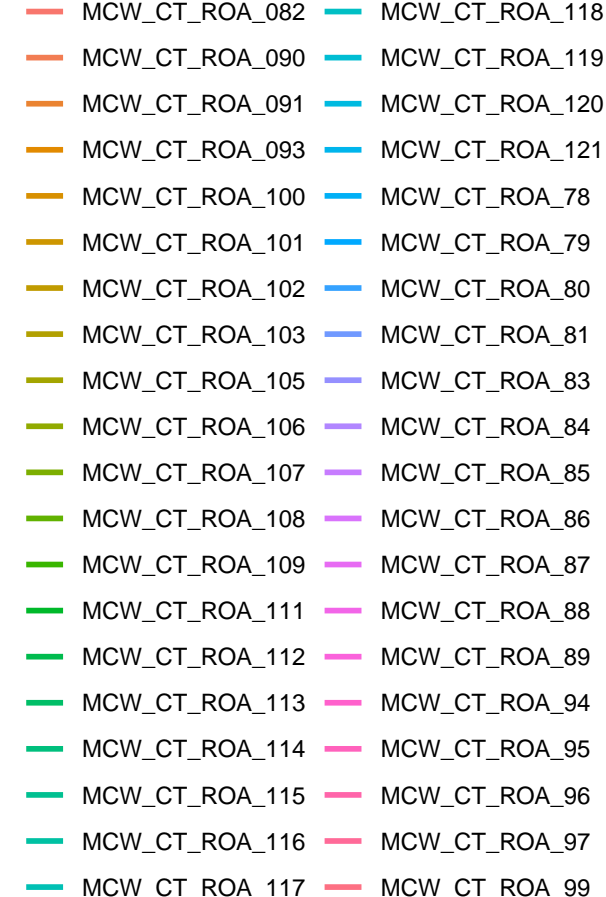 MCW_CT_ROA_082 MCW_CT_ROA_118
MCW_CT_ROA_090 MCW_CT_ROA_119
MCW_CT_ROA_091 MCW_CT_ROA_120
MCW_CT_ROA_093 MCW_CT_ROA_121
MCW_CT_ROA_100 MCW_CT_ROA_78
MCW_CT_ROA_101 MCW_CT_ROA_79
MCW_CT_ROA_102 MCW_CT_ROA_80
MCW_CT_ROA_103 MCW_CT_ROA_81
MCW_CT_ROA_105 MCW_CT_ROA_83
MCW_CT_ROA_106 MCW_CT_ROA_84
MCW_CT_ROA_107 MCW_CT_ROA_85
MCW_CT_ROA_108 MCW_CT_ROA_86
MCW_CT_ROA_109 MCW_CT_ROA_87
MCW_CT_ROA_111 MCW_CT_ROA_88
MCW_CT_ROA_112 MCW_CT_ROA_89
MCW_CT_ROA_113 MCW_CT_ROA_94
MCW_CT_ROA_114 MCW_CT_ROA_95
MCW_CT_ROA_115 MCW_CT_ROA_96
MCW_CT_ROA_116 MCW_CT_ROA_97
MCW_CT_ROA_117 MCW_CT_ROA_99